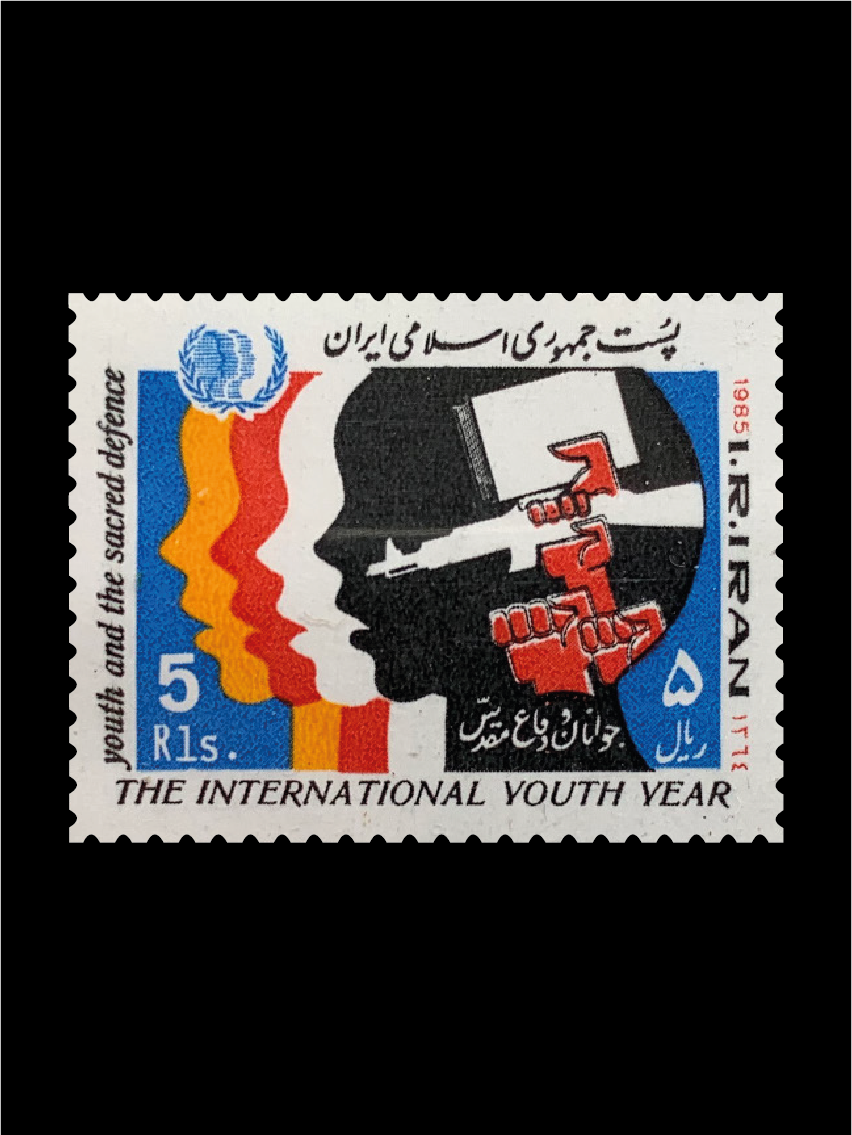 پست جمهوری اسلامی ایران
youth and the sacred defence
1985 I.R.IRAN ۱۳٦٤
5
Rls.
۵
ریال
جوانان و دفاع مقدس
THE INTERNATIONAL YOUTH YEAR